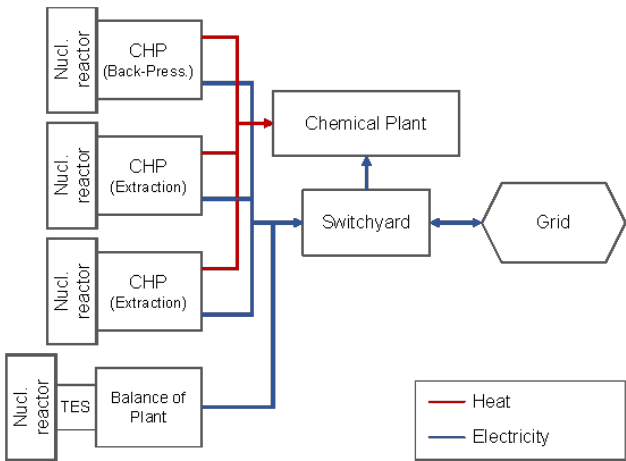 Nucl.
reactor
CHP
(Back-Press.)
Chemical Plant
Nucl.
reactor
CHP
(Extraction)
Switchyard
Grid
Nucl.
reactor
CHP
(Extraction)
Nucl.
reactor
TES
Balance of
Plant
Heat
Electricity